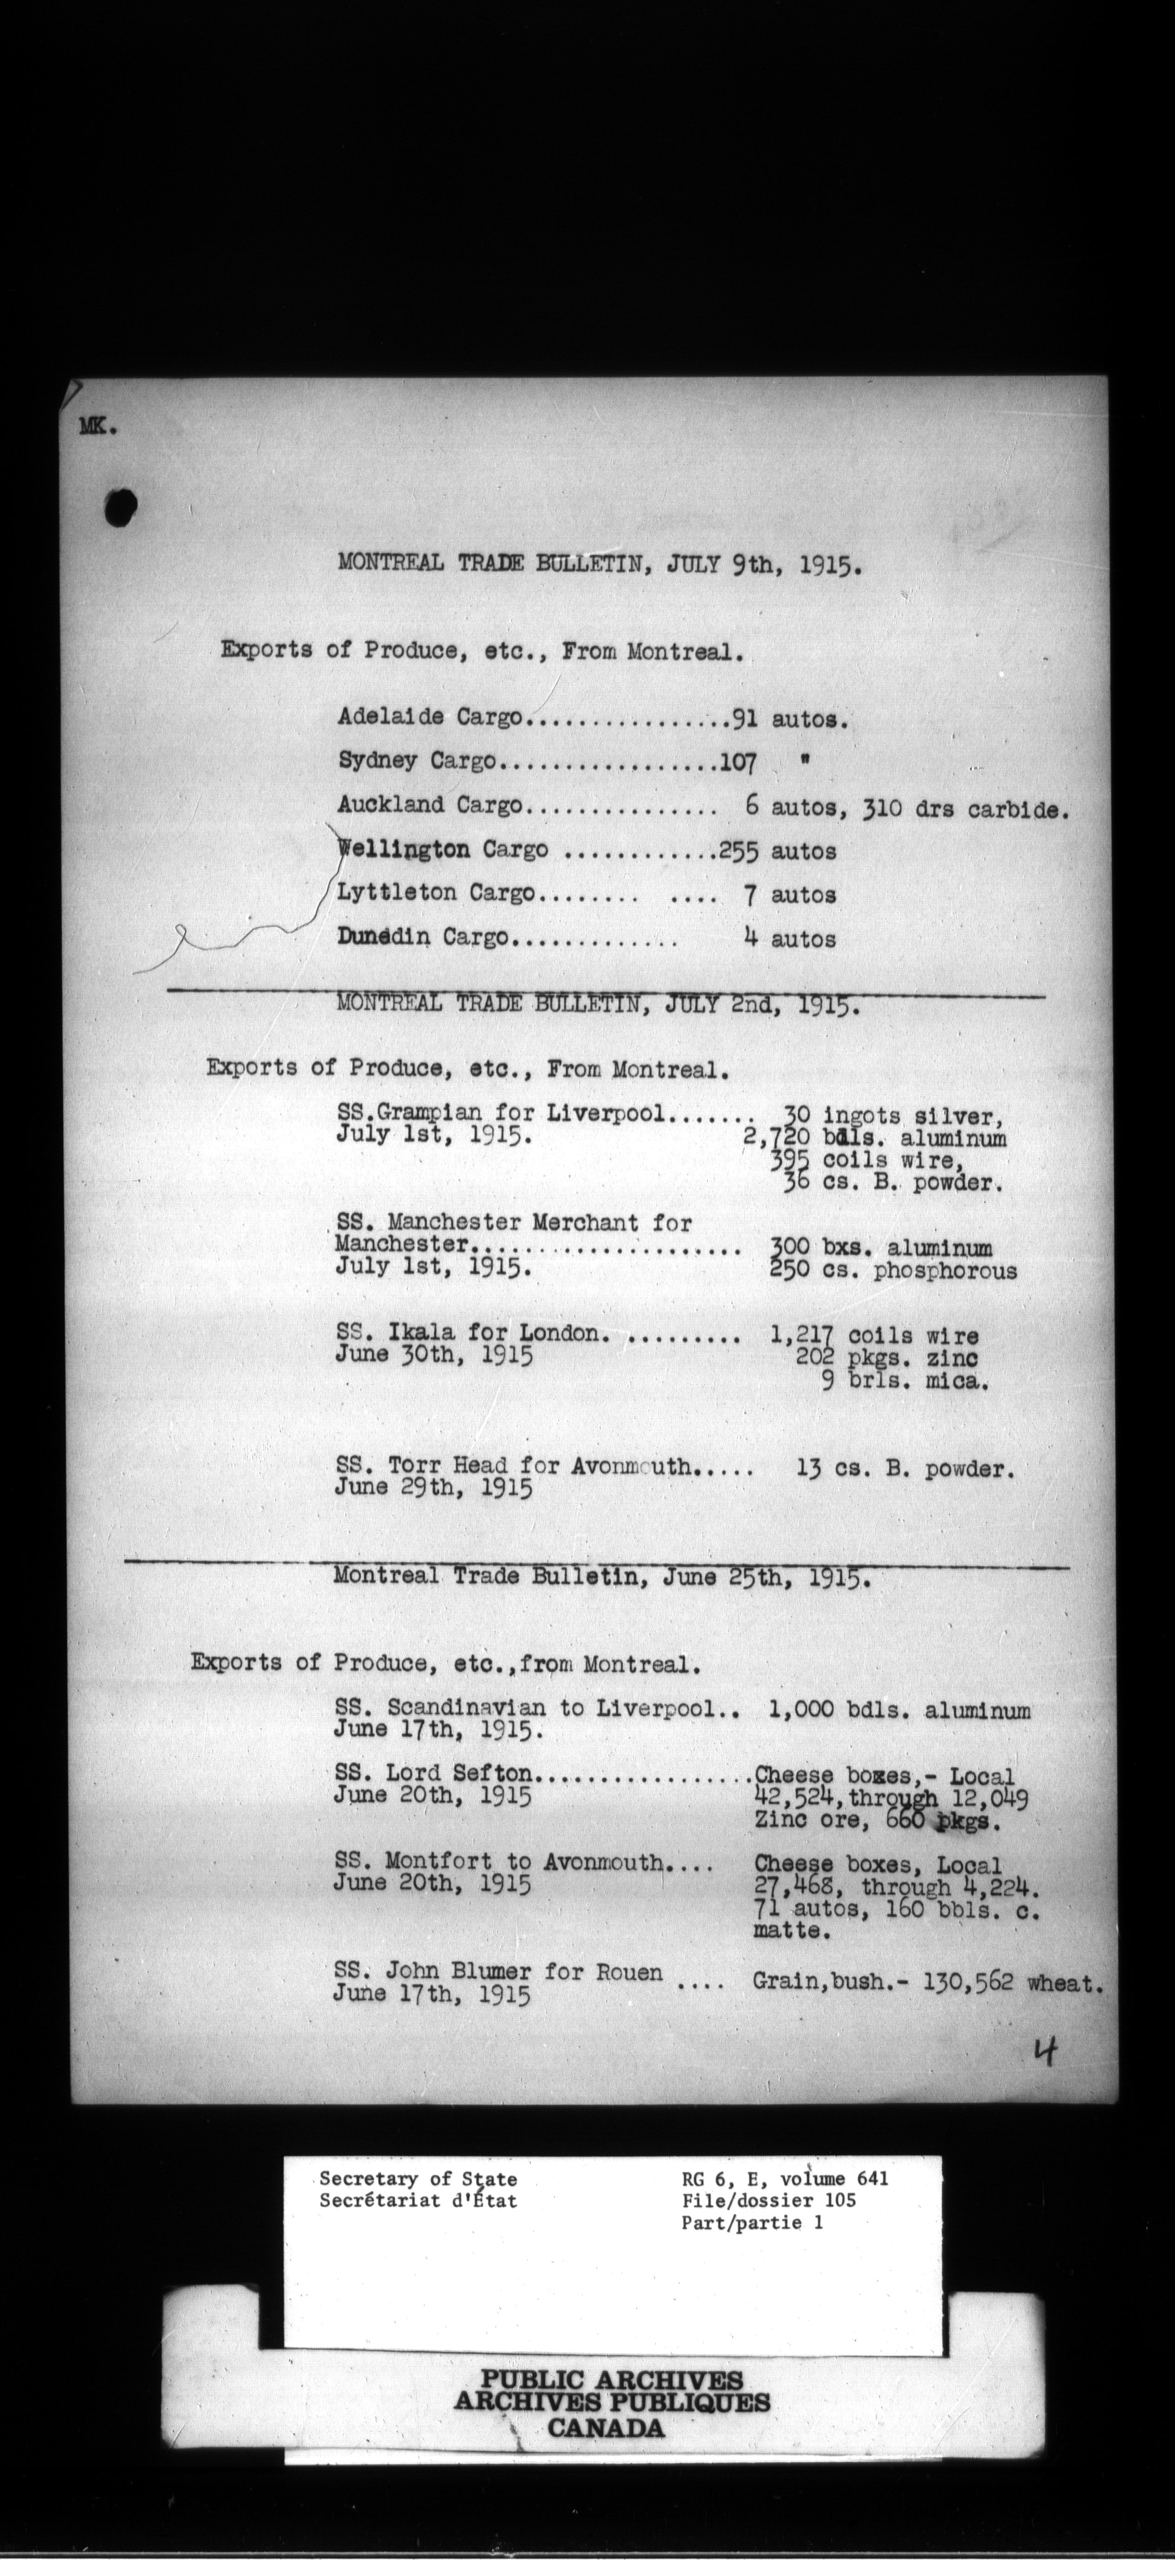 MK.
MONTREAL TRADE BULLETIN, JULY 9th, 1915.
Exports of Produce, etc., From Montreal.
Adelaide Cargo................91 autos.
Sydney Cargo.................107 "
Auckland Cargo............... 6 autos, 310 drs carbide.
Wellington Cargo ............255 autos
Lyttleton Cargo........ .... 7 autos
Dunedin Cargo............. 4 autos
MONTREAL TRADE BULLETIN, JULY 2nd, 1915.
Exports of Produce, etc., From Montreal.
SS.Grampian for Liverpool....... 30 ingots silver,
July 1st, 1915. 2,720 bdls. aluminum
395 coils wire,
36 cs. B. powder.
SS. Manchester Merchant for
Manchester..................... 300 bxs. aluminum
July 1st, 1915. 250 cs. phosphorous
SS. Ikala for London. ......... 1,217 coils wire
June 30th, 1915 202 pkgs. zinc
9 brls. mica.
SS. Torr Head for Avonmouth..... 13 cs. B. powder.
June 29th, 1915
Montreal Trade Bulletin, June 25th, 1915.
Exports of Produce, etc.,from Montreal.
SS. Scandinavian to Liverpool.. 1,000 bdls. aluminum
June 17th, 1915.
SS. Lord Sefton.................Cheese boxes,- Local
June 20th, 1915 42,524,through 12,049
Zinc ore, 660 pkgs.
SS. Montfort to Avonmouth.... Cheese boxes, Local
June 20th, 1915 27,468, through 4,224.
71 autos, 160 bbls. c.
matte.
SS. John Blumer for Rouen .... Grain,bush.- 130,562 wheat.
June 17th, 1915
4
Secretary of State RG 6, E, volume 641
Secrétariat d'État File/dossier 105
Part/partie 1
PUBLIC ARCHIVES
ARCHIVES PUBLIQUES
CANADA